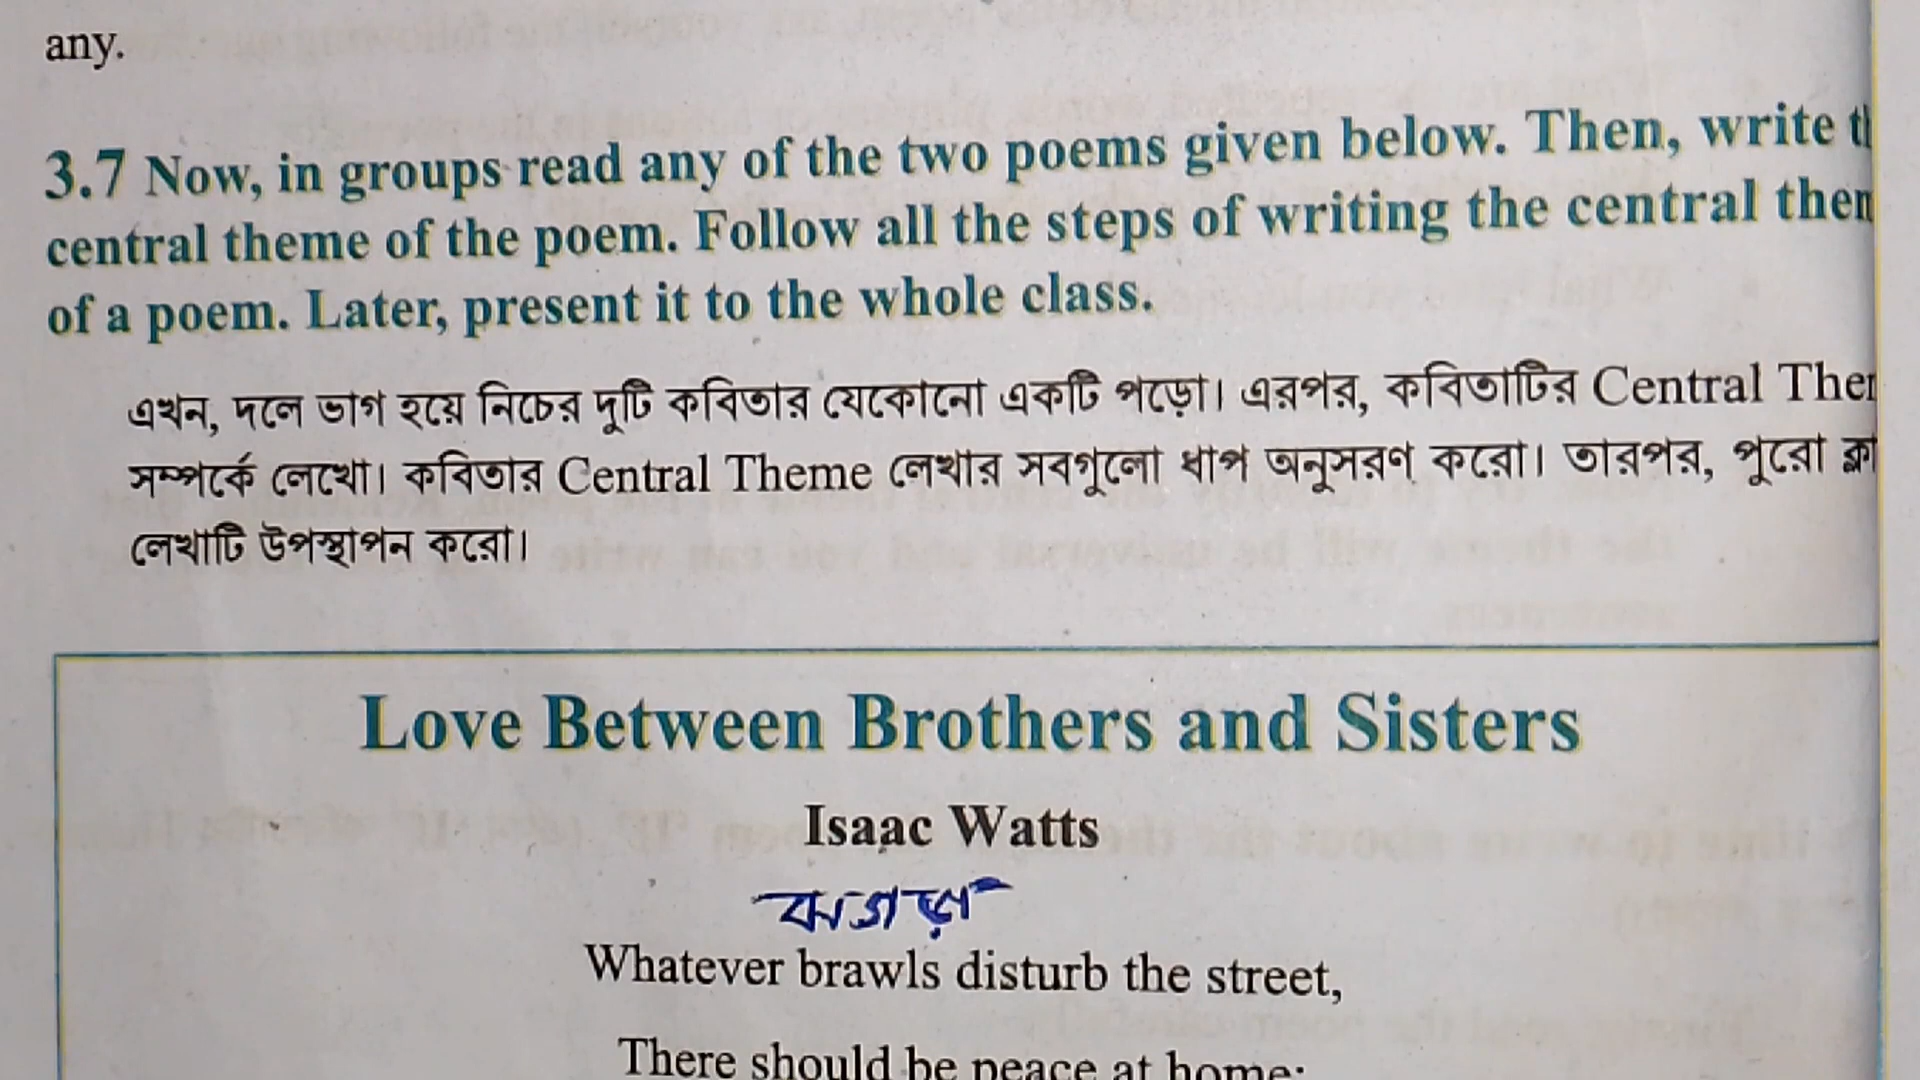 any.
3.7 Now, in groups read any of the two poems given below. Then, write
central theme of the poem. Follow all the steps of writing the central
of a poem. Later, present it to the whole class.
এখন, দলে ভাগ হয়ে নিচের দুটি কবিতার যেকোনো একটি পড়ো। এরপর, কবিতাটির Central
সম্পর্কে লেখো। কবিতার Central Theme লেখার সবগুলো ধাপ অনুসরণ করো। তারপর, পুরো
লেখাটি উপস্থাপন করো।
Love Between Brothers and Sisters
Isaac Watts
Whatever brawls disturb the street,
There should be peace at home;